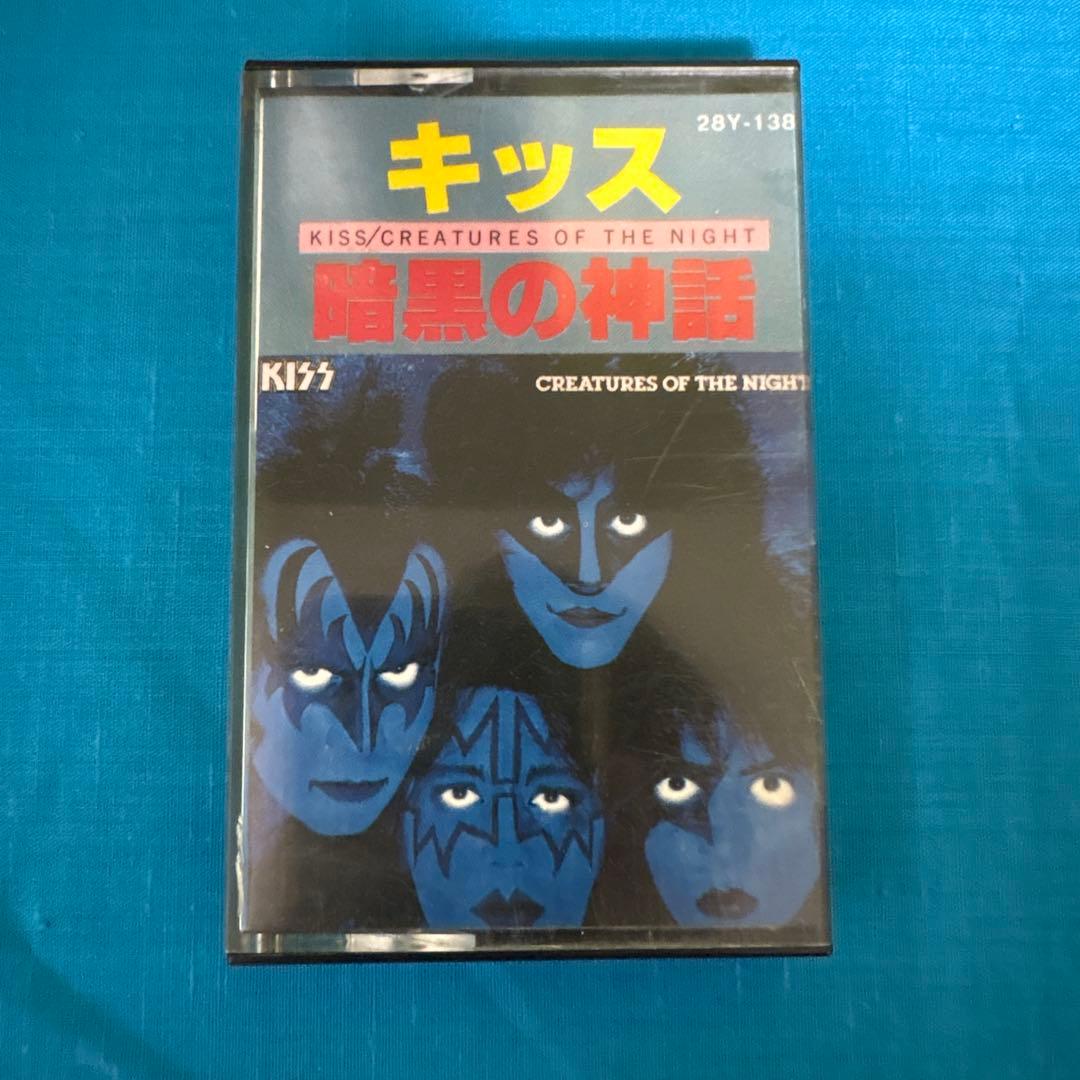 28Y-138
キッス
KISS/CREATURES OF THE NIGHT
暗黒の神話
KISS
CREATURES OF THE NIGHT